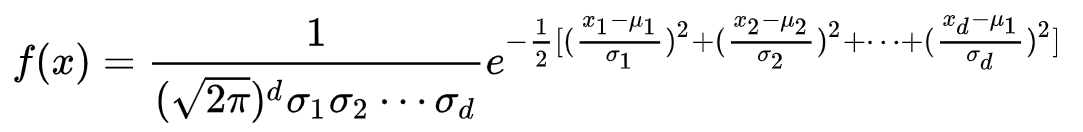 f(x) = \frac{1}{(\sqrt{2\pi})^d \sigma_1 \sigma_2 \cdots \sigma_d} e^{-\frac{1}{2}[(\frac{x_1-\mu_1}{\sigma_1})^2+(\frac{x_2-\mu_2}{\sigma_2})^2+\cdots+(\frac{x_d-\mu_1}{\sigma_d})^2]}